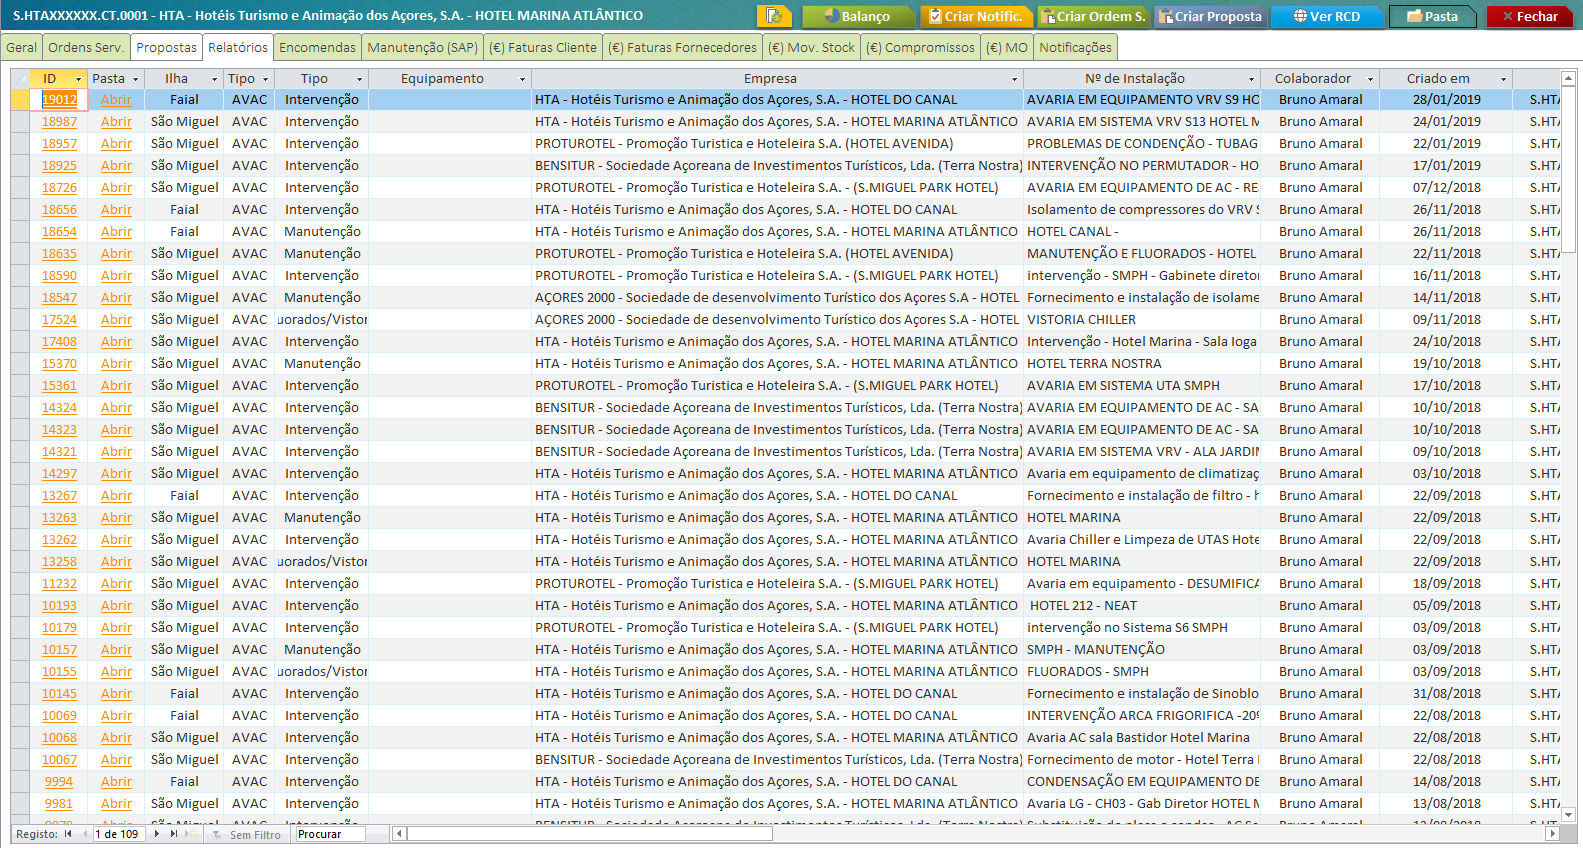 S.HTAXXXXXX.CT.0001 - HTA - Hotéis Turismo e Animação dos Açores, S.A. - HOTEL MARINA ATLÂNTICO Balanço Criar Notific. Criar Ordem S. Criar Proposta Ver RCD Pasta Fechar
Geral Ordens Serv. Propostas Relatórios Encomendas Manutenção (SAP) (€) Faturas Cliente (€) Faturas Fornecedores (€) Mov. Stock (€) Compromissos (€) MO Notificações
ID Pasta Ilha Tipo Tipo Equipamento Empresa Nº de Instalação Colaborador Criado em
19012 Abrir Faial AVAC Intervenção HTA - Hotéis Turismo e Animação dos Açores, S.A. - HOTEL DO CANAL AVARIA EM EQUIPAMENTO VRV S9 HO Bruno Amaral 28/01/2019 S.HTA
18987 Abrir São Miguel AVAC Intervenção HTA - Hotéis Turismo e Animação dos Açores, S.A. - HOTEL MARINA ATLÂNTICO AVARIA EM SISTEMA VRV S13 HOTEL M Bruno Amaral 24/01/2019 S.HTA
18957 Abrir São Miguel AVAC Intervenção PROTUROTEL - Promoção Turistica e Hoteleira S.A. (HOTEL AVENIDA) PROBLEMAS DE CONDENÇÃO - TUBAG Bruno Amaral 22/01/2019 S.HTA
18925 Abrir São Miguel AVAC Intervenção BENSITUR - Sociedade Açoreana de Investimentos Turísticos, Lda. (Terra Nostra) INTERVENÇÃO NO PERMUTADOR - HO Bruno Amaral 17/01/2019 S.HTA
18726 Abrir São Miguel AVAC Intervenção PROTUROTEL - Promoção Turistica e Hoteleira S.A. - (S.MIGUEL PARK HOTEL) AVARIA EM EQUIPAMENTO DE AC - RE Bruno Amaral 07/12/2018 S.HTA
18656 Abrir Faial AVAC Intervenção HTA - Hotéis Turismo e Animação dos Açores, S.A. - HOTEL DO CANAL Isolamento de compressores do VRV S Bruno Amaral 26/11/2018 S.HTA
18654 Abrir Faial AVAC Manutenção HTA - Hotéis Turismo e Animação dos Açores, S.A. - HOTEL MARINA ATLÂNTICO HOTEL CANAL - Bruno Amaral 26/11/2018 S.HTA
18635 Abrir São Miguel AVAC Manutenção PROTUROTEL - Promoção Turistica e Hoteleira S.A. (HOTEL AVENIDA) MANUTENÇÃO E FLUORADOS - HOTEL Bruno Amaral 22/11/2018 S.HTA
18590 Abrir São Miguel AVAC Intervenção PROTUROTEL - Promoção Turistica e Hoteleira S.A. - (S.MIGUEL PARK HOTEL) intervenção - SMPH - Gabinete diretor Bruno Amaral 16/11/2018 S.HTA
18547 Abrir São Miguel AVAC Manutenção AÇORES 2000 - Sociedade de desenvolvimento Turístico dos Açores S.A - HOTEL Fornecimento e instalação de isolame Bruno Amaral 14/11/2018 S.HTA
17524 Abrir São Miguel AVAC uorados/Vistor AÇORES 2000 - Sociedade de desenvolvimento Turístico dos Açores S.A - HOTEL VISTORIA CHILLER Bruno Amaral 09/11/2018 S.HTA
17408 Abrir São Miguel AVAC Intervenção HTA - Hotéis Turismo e Animação dos Açores, S.A. - HOTEL MARINA ATLÂNTICO Intervenção - Hotel Marina - Sala Ioga Bruno Amaral 24/10/2018 S.HTA
15370 Abrir São Miguel AVAC Manutenção HTA - Hotéis Turismo e Animação dos Açores, S.A. - HOTEL MARINA ATLÂNTICO HOTEL TERRA NOSTRA Bruno Amaral 19/10/2018 S.HTA
15361 Abrir São Miguel AVAC Intervenção PROTUROTEL - Promoção Turistica e Hoteleira S.A. - (S.MIGUEL PARK HOTEL) AVARIA EM SISTEMA UTA SMPH Bruno Amaral 17/10/2018 S.HTA
14324 Abrir São Miguel AVAC Intervenção BENSITUR - Sociedade Açoreana de Investimentos Turísticos, Lda. (Terra Nostra) AVARIA EM EQUIPAMENTO DE AC - SA Bruno Amaral 10/10/2018 S.HTA
14323 Abrir São Miguel AVAC Intervenção BENSITUR - Sociedade Açoreana de Investimentos Turísticos, Lda. (Terra Nostra) AVARIA EM EQUIPAMENTO DE AC - SA Bruno Amaral 10/10/2018 S.HTA
14321 Abrir São Miguel AVAC Intervenção BENSITUR - Sociedade Açoreana de Investimentos Turísticos, Lda. (Terra Nostra) AVARIA EM SISTEMA VRV - ALA JARDIN Bruno Amaral 09/10/2018 S.HTA
14297 Abrir São Miguel AVAC Intervenção HTA - Hotéis Turismo e Animação dos Açores, S.A. - HOTEL MARINA ATLÂNTICO Avaria em equipamento de climatizaç Bruno Amaral 03/10/2018 S.HTA
13267 Abrir Faial AVAC Intervenção HTA - Hotéis Turismo e Animação dos Açores, S.A. - HOTEL DO CANAL Fornecimento e instalação de filtro - h Bruno Amaral 22/09/2018 S.HTA
13263 Abrir São Miguel AVAC Manutenção HTA - Hotéis Turismo e Animação dos Açores, S.A. - HOTEL MARINA ATLÂNTICO HOTEL MARINA Bruno Amaral 22/09/2018 S.HTA
13262 Abrir São Miguel AVAC Intervenção HTA - Hotéis Turismo e Animação dos Açores, S.A. - HOTEL MARINA ATLÂNTICO Avaria Chiller e Limpeza de UTAS Hote Bruno Amaral 22/09/2018 S.HTA
13258 Abrir São Miguel AVAC uorados/Vistor HTA - Hotéis Turismo e Animação dos Açores, S.A. - HOTEL MARINA ATLÂNTICO HOTEL MARINA Bruno Amaral 22/09/2018 S.HTA
11232 Abrir São Miguel AVAC Intervenção PROTUROTEL - Promoção Turistica e Hoteleira S.A. - (S.MIGUEL PARK HOTEL) Avaria em equipamento - DESUMIFICA Bruno Amaral 18/09/2018 S.HTA
10193 Abrir São Miguel AVAC Intervenção HTA - Hotéis Turismo e Animação dos Açores, S.A. - HOTEL MARINA ATLÂNTICO HOTEL 212 - NEAT Bruno Amaral 05/09/2018 S.HTA
10179 Abrir São Miguel AVAC Intervenção PROTUROTEL - Promoção Turistica e Hoteleira S.A. - (S.MIGUEL PARK HOTEL) intervenção no Sistema S6 SMPH Bruno Amaral 03/09/2018 S.HTA
10157 Abrir São Miguel AVAC Manutenção HTA - Hotéis Turismo e Animação dos Açores, S.A. - HOTEL MARINA ATLÂNTICO SMPH - MANUTENÇÃO Bruno Amaral 03/09/2018 S.HTA
10155 Abrir São Miguel AVAC uorados/Vistor HTA - Hotéis Turismo e Animação dos Açores, S.A. - HOTEL MARINA ATLÂNTICO FLUORADOS - SMPH Bruno Amaral 03/09/2018 S.HTA
10145 Abrir Faial AVAC Intervenção HTA - Hotéis Turismo e Animação dos Açores, S.A. - HOTEL DO CANAL Fornecimento e instalação de Sinoblo Bruno Amaral 31/08/2018 S.HTA
10069 Abrir Faial AVAC Intervenção HTA - Hotéis Turismo e Animação dos Açores, S.A. - HOTEL DO CANAL INTERVENÇÃO ARCA FRIGORIFICA -20º Bruno Amaral 22/08/2018 S.HTA
10068 Abrir São Miguel AVAC Intervenção HTA - Hotéis Turismo e Animação dos Açores, S.A. - HOTEL MARINA ATLÂNTICO Avaria AC sala Bastidor Hotel Marina Bruno Amaral 22/08/2018 S.HTA
10067 Abrir São Miguel AVAC Intervenção BENSITUR - Sociedade Açoreana de Investimentos Turísticos, Lda. (Terra Nostra) Fornecimento de motor - Hotel Terra Bruno Amaral 22/08/2018 S.HTA
9994 Abrir Faial AVAC Intervenção HTA - Hotéis Turismo e Animação dos Açores, S.A. - HOTEL DO CANAL CONDENSAÇÃO EM EQUIPAMENTO DE Bruno Amaral 14/08/2018 S.HTA
9981 Abrir São Miguel AVAC Intervenção HTA - Hotéis Turismo e Animação dos Açores, S.A. - HOTEL MARINA ATLÂNTICO Avaria LG - CH03 - Gab Diretor HOTEL M Bruno Amaral 13/08/2018 S.HTA
Registo: 1 de 109 Sem Filtro Procurar